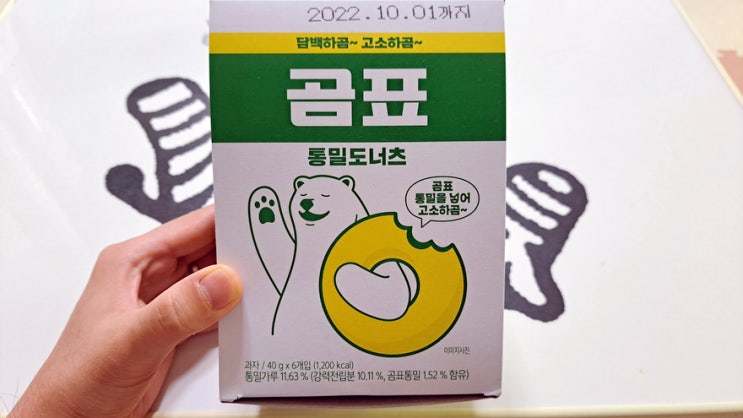 2022.10.01까지
담백하곰~ 고소하곰~
곰표
통밀도너츠
곰표
통밀을 넣어
고소하곰~
이미지사진
과자 / 40 g x 6개입 (1,200 kcal)
통밀가루 11.63 % (강력전립분 10.11 %, 곰표통밀 1.52 % 함유)